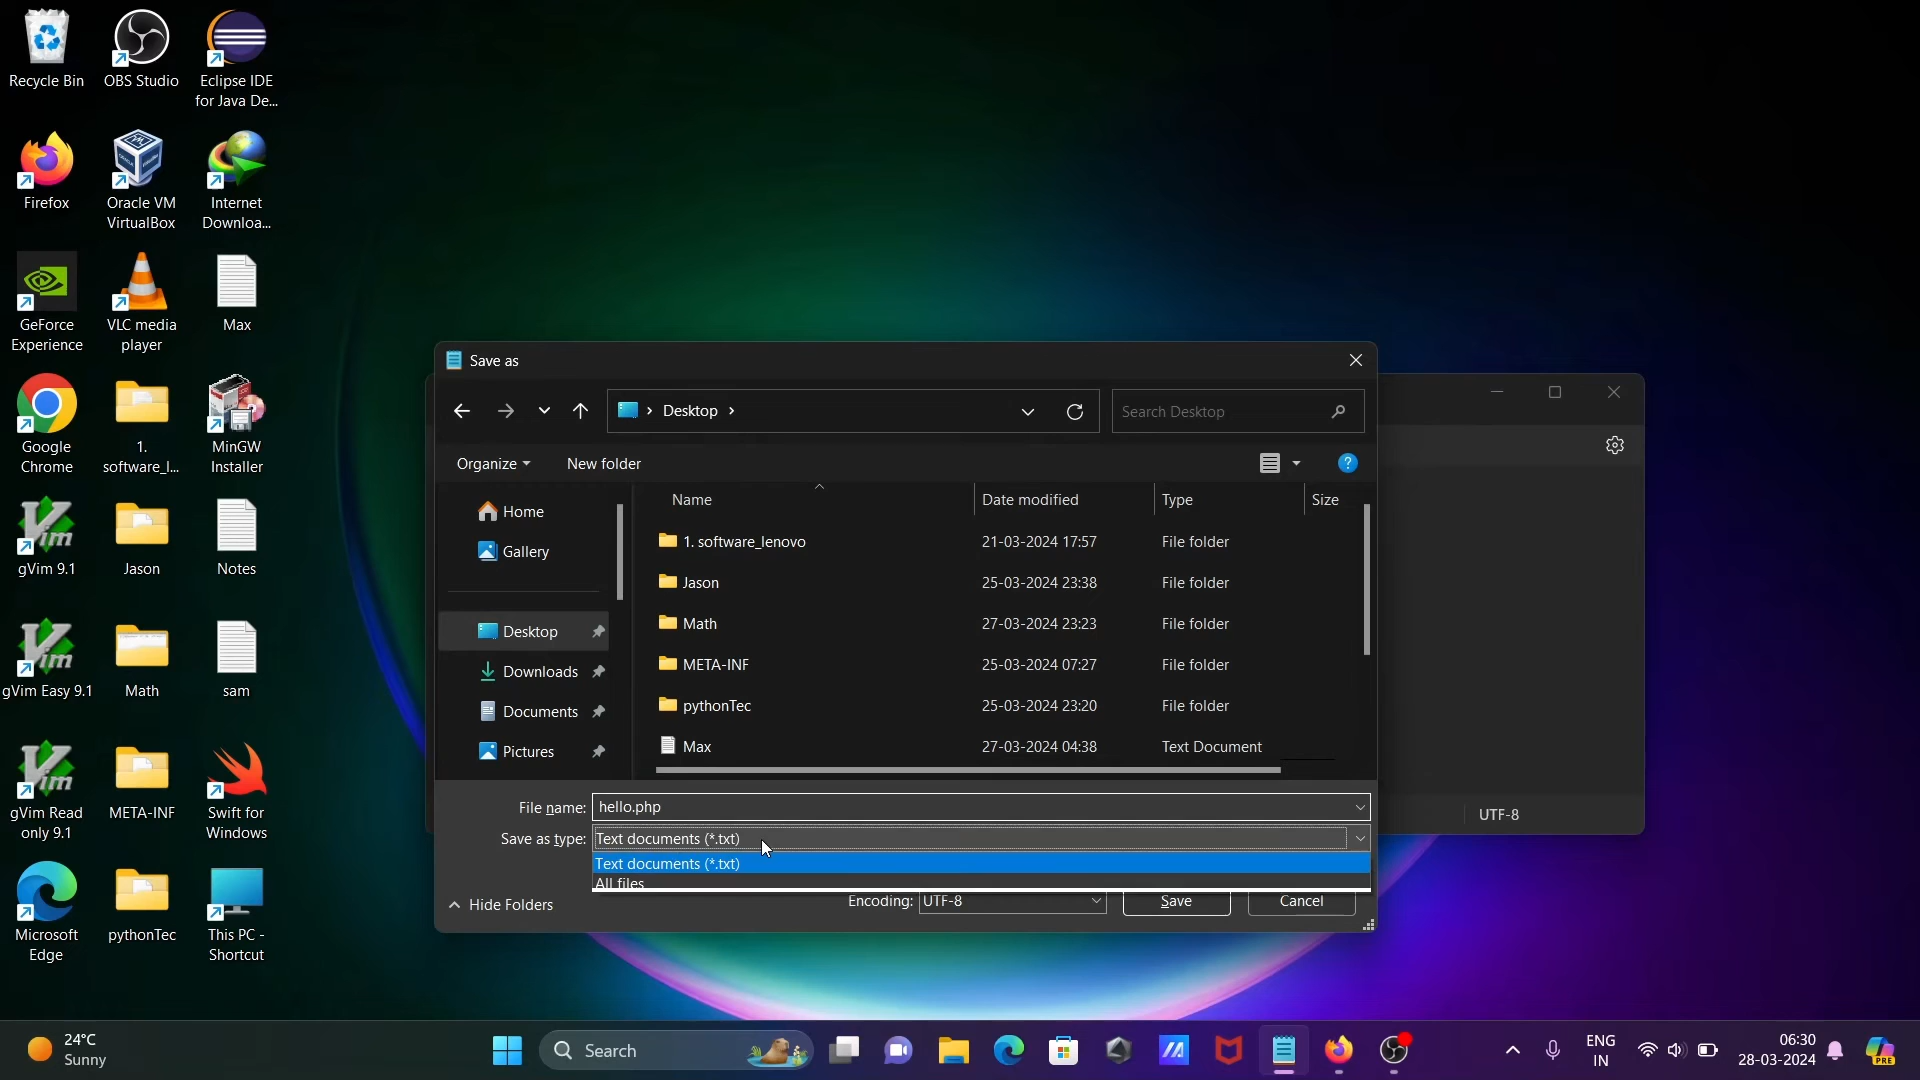 Recycle Bin
OBS Studio
Eclipse IDE
for Java De...
Firefox
Oracle VM
VirtualBox
Internet
Downloa...
GeForce
Experience
VLC media
player
Max
Google
Chrome
1.
software_l...
MinGW
Installer
gVim 9.1
Jason
Notes
gVim Easy 9.1
Math
sam
gVim Read
only 9.1
META-INF
Swift for
Windows
Microsoft
Edge
pythonTec
This PC -
Shortcut
Save as
Desktop
Search Desktop
Organize
New folder
Home
Gallery
Desktop
Downloads
Documents
Pictures
Name Date modified Type Size
1. software_lenovo 21-03-2024 17:57 File folder
Jason 25-03-2024 23:38 File folder
Math 27-03-2024 23:23 File folder
META-INF 25-03-2024 07:27 File folder
pythonTec 25-03-2024 23:20 File folder
Max 27-03-2024 04:38 Text Document
File name: hello.php
Save as type: Text documents (*.txt)
Text documents (*.txt)
All files
Hide Folders
Encoding: UTF-8
Save
Cancel
UTF-8
24°C
Sunny
Search
ENG
IN
06:30
28-03-2024
PRE